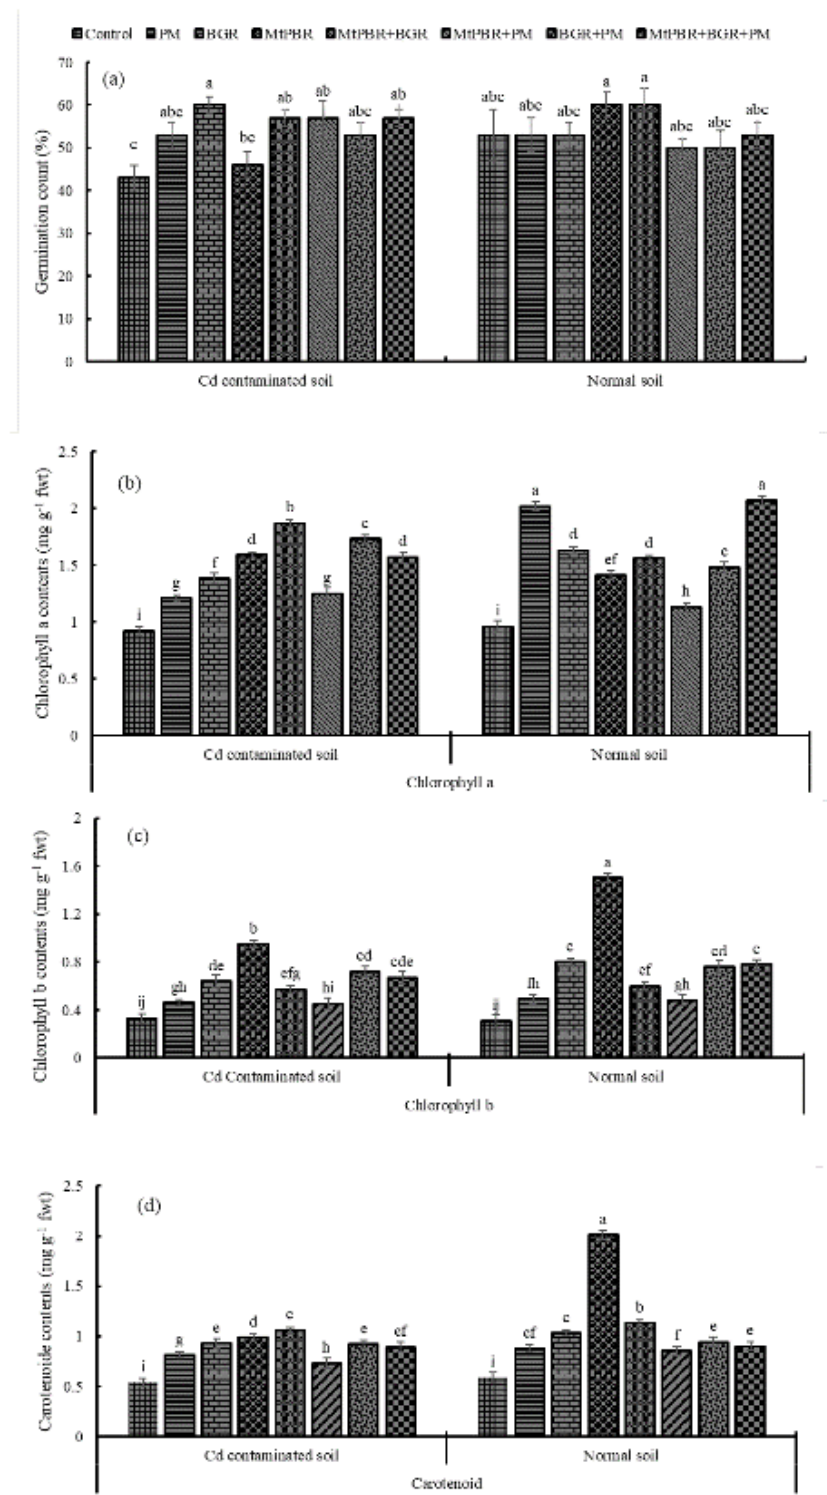 Control PM BGR MtPBR MtPBR+BGR MtPBR+PM BGR+PM MtPBR+BGR+PM
(a)
Germination count (%)
70
60
50
40
30
20
10
0
c abc a bc ab ab abc ab
abc abc abc a a abc abc abc
Cd contaminated soil Normal soil
(b)
Chlorophyll a contents (mg g-1 fwt)
2.5
2
1.5
1
0.5
0
i g f d b g c d
i a d ef d h e a
Cd contaminated soil Normal soil
Chlorophyll a
(c)
Chlorophyll b contents (mg g-1 fwt)
2
1.6
1.2
0.8
0.4
0
ij gh de b efg hi cd cde
fh c a ef gh cd c
Cd Contaminated soil Normal soil
Chlorophyll b
(d)
Carotenoide contents (mg g-1 fwt)
2.5
2
1.5
1
0.5
0
i g e d c h e ef
i ef c a b f e e
Cd contaminated soil Normal soil
Carotenoid